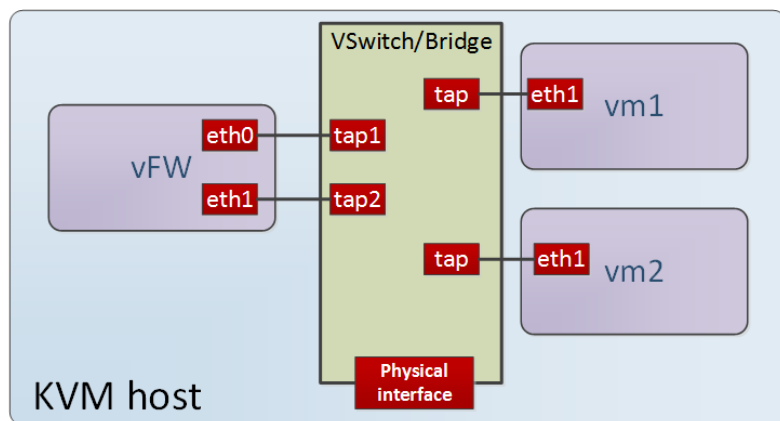 VSwitch/Bridge
tap
eth1
vm1
eth0
tap1
vFW
eth1
tap2
tap
eth1
vm2
Physical
interface
KVM host